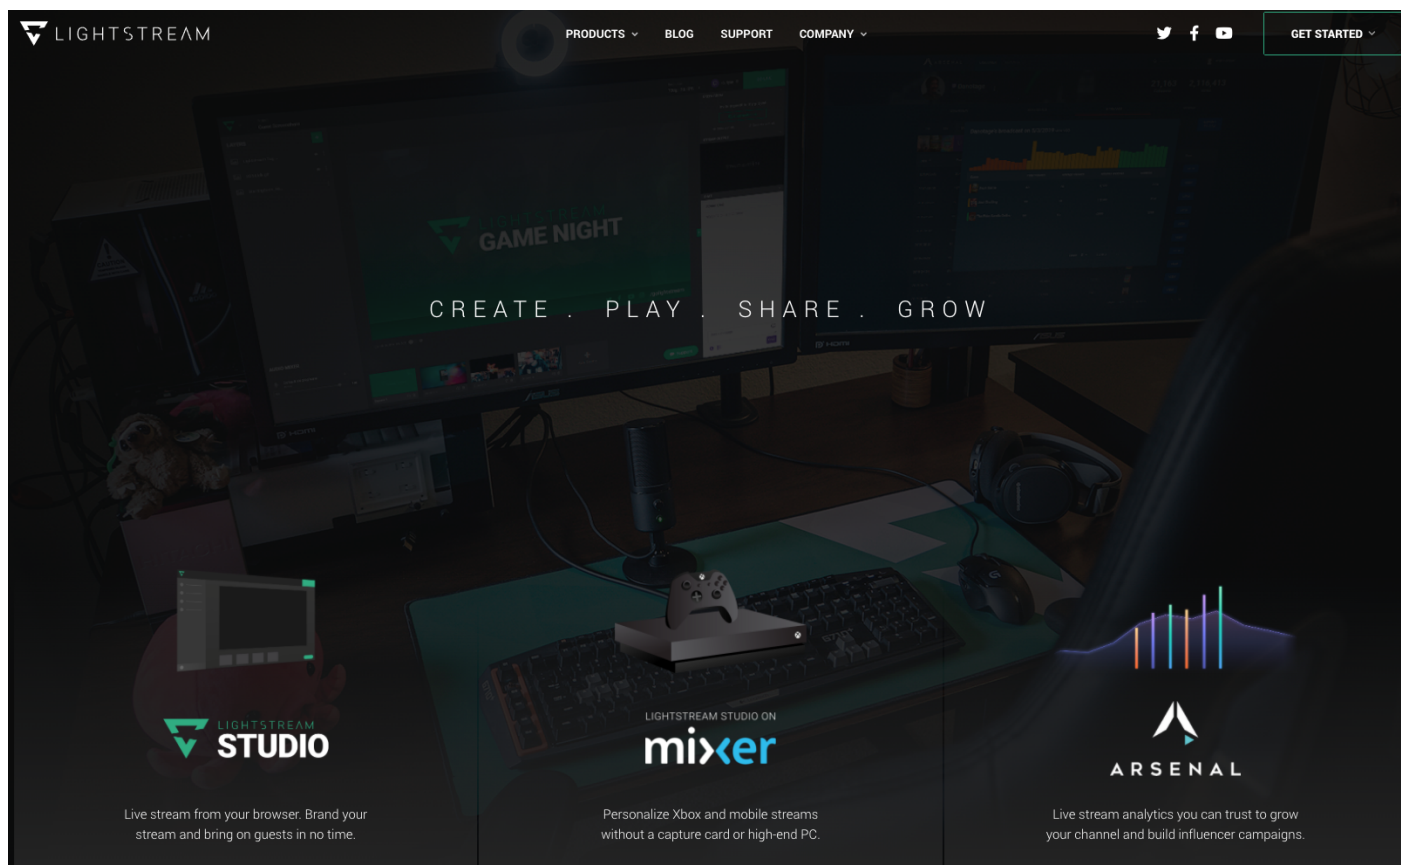 LIGHTSTREAM
PRODUCTS
BLOG
SUPPORT
COMPANY
GET STARTED
LIGHTSTREAM
GAME NIGHT
CREATE . PLAY . SHARE . GROW
LIGHTSTREAM
STUDIO
Live stream from your browser. Brand your
stream and bring on guests in no time.
LIGHTSTREAM STUDIO ON
mixer
Personalize Xbox and mobile streams
without a capture card or high-end PC.
ARSENAL
Live stream analytics you can trust to grow
your channel and build influencer campaigns.